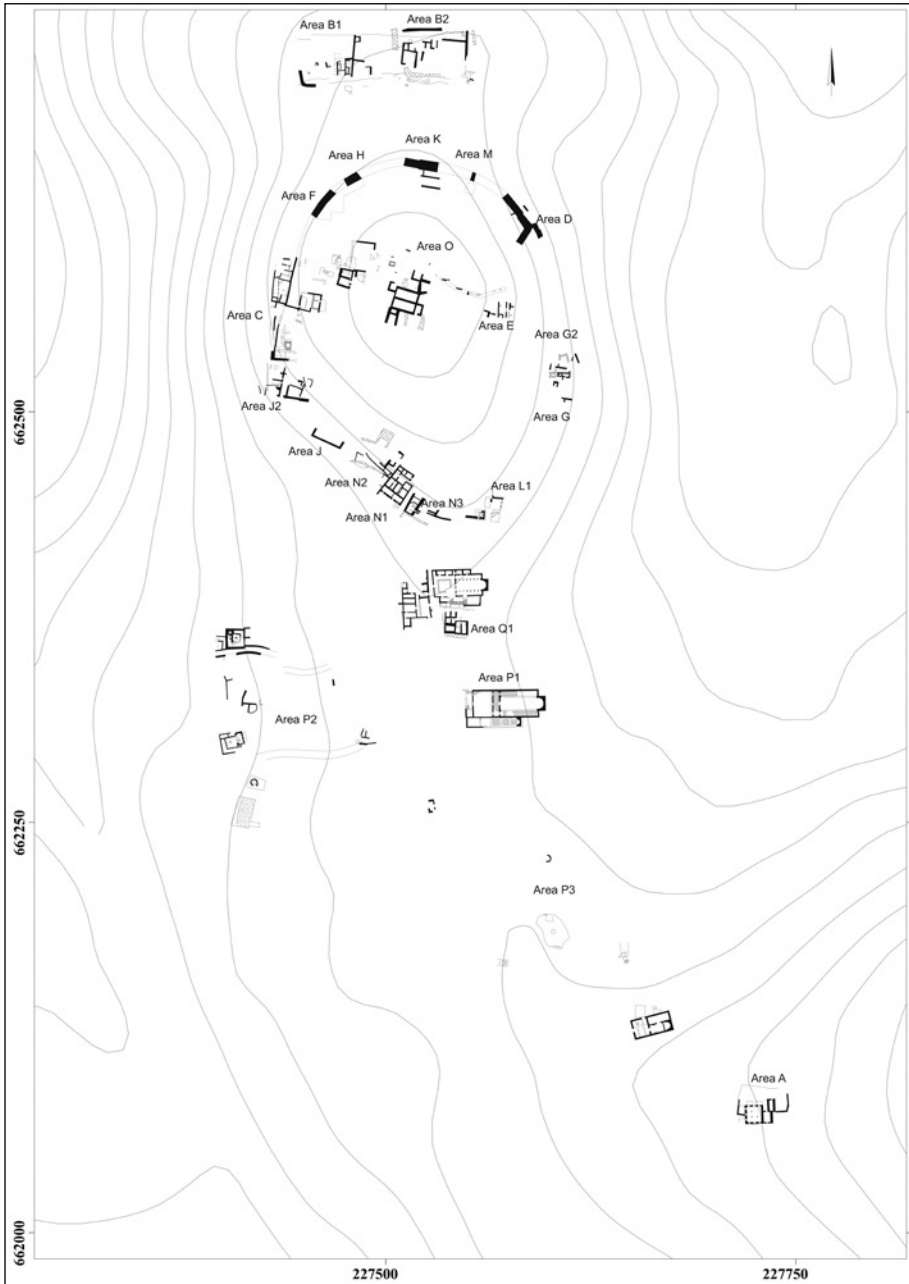 Area B1
Area B2
Area K
Area H
Area M
Area F
Area D
Area O
Area C
Area E
Area G2
Area J2
Area G
662500
Area J
Area N2
Area L1
Area N3
Area N1
Area Q1
Area P1
Area P2
662250
Area P3
Area A
662000
227500
227750